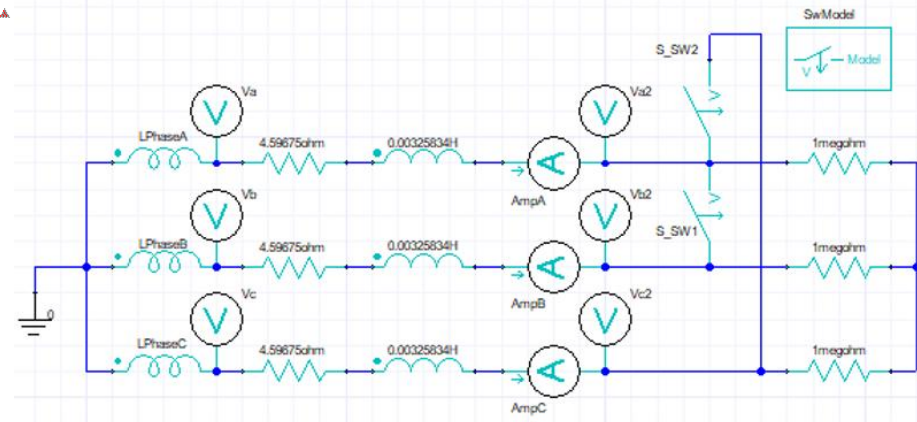 SwModel
S_SW2
V
Model
V
Va
V
Va2
V
V
LPhaseA
4.59675ohm
0.00325834H
1megohm
A
AmpA
Vb
V
Vb2
V
V
S_SW1
LPhaseB
4.59675ohm
0.00325834H
1megohm
A
AmpB
0
Vc
V
Vc2
V
LPhaseC
4.59675ohm
0.00325834H
1megohm
A
AmpC